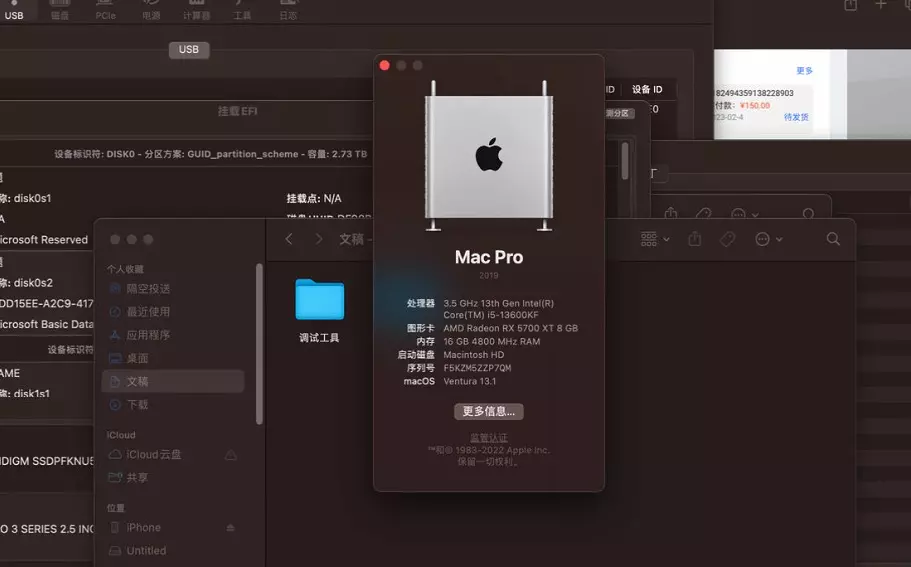 USB
磁盘
PCIe
电源
计算器
工具
日志
USB
更多
82494359138228903
付款: ¥150.00
023-02-4
待发货
ID
设备 ID
挂载EFI
设备标识符: DISK0 - 分区方案: GUID_partition_scheme - 容量: 2.73 TB
称: disk0s1
挂载点: N/A
A
icrosoft Reserved
称: disk0s2
DD15EE-A2C9-417
icrosoft Basic Data
设备标识符
AME
称: disk1s1
NDIGM SSDPFKNU5
O 3 SERIES 2.5 INC
个人收藏
隔空投送
最近使用
应用程序
桌面
文稿
下载
iCloud
iCloud云盘
共享
位置
iPhone
Untitled
文稿 -
调试工具
Mac Pro
2019
处理器 3.5 GHz 13th Gen Intel(R)
Core(TM) i5-13600KF
图形卡 AMD Radeon RX 5700 XT 8 GB
内存 16 GB 4800 MHz RAM
启动磁盘 Macintosh HD
序列号 F5KZM5ZZP7QM
macOS Ventura 13.1
更多信息...
监管认证
™和© 1983-2022 Apple Inc.
保留一切权利。